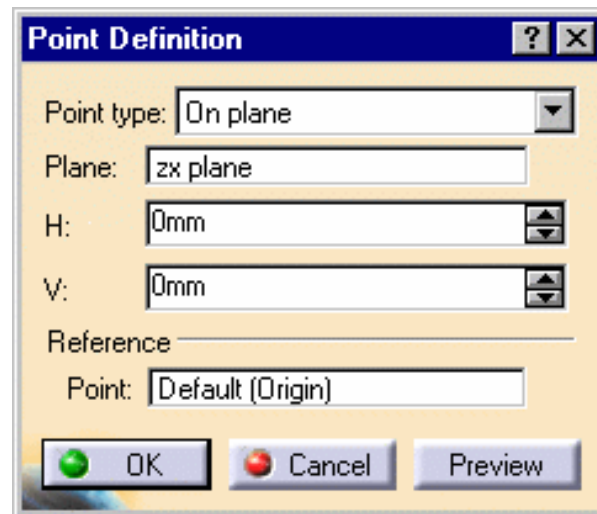 Point Definition
Point type: On plane
Plane: zx plane
H: 0mm
V: 0mm
Reference
Point: Default (Origin)
OK Cancel Preview